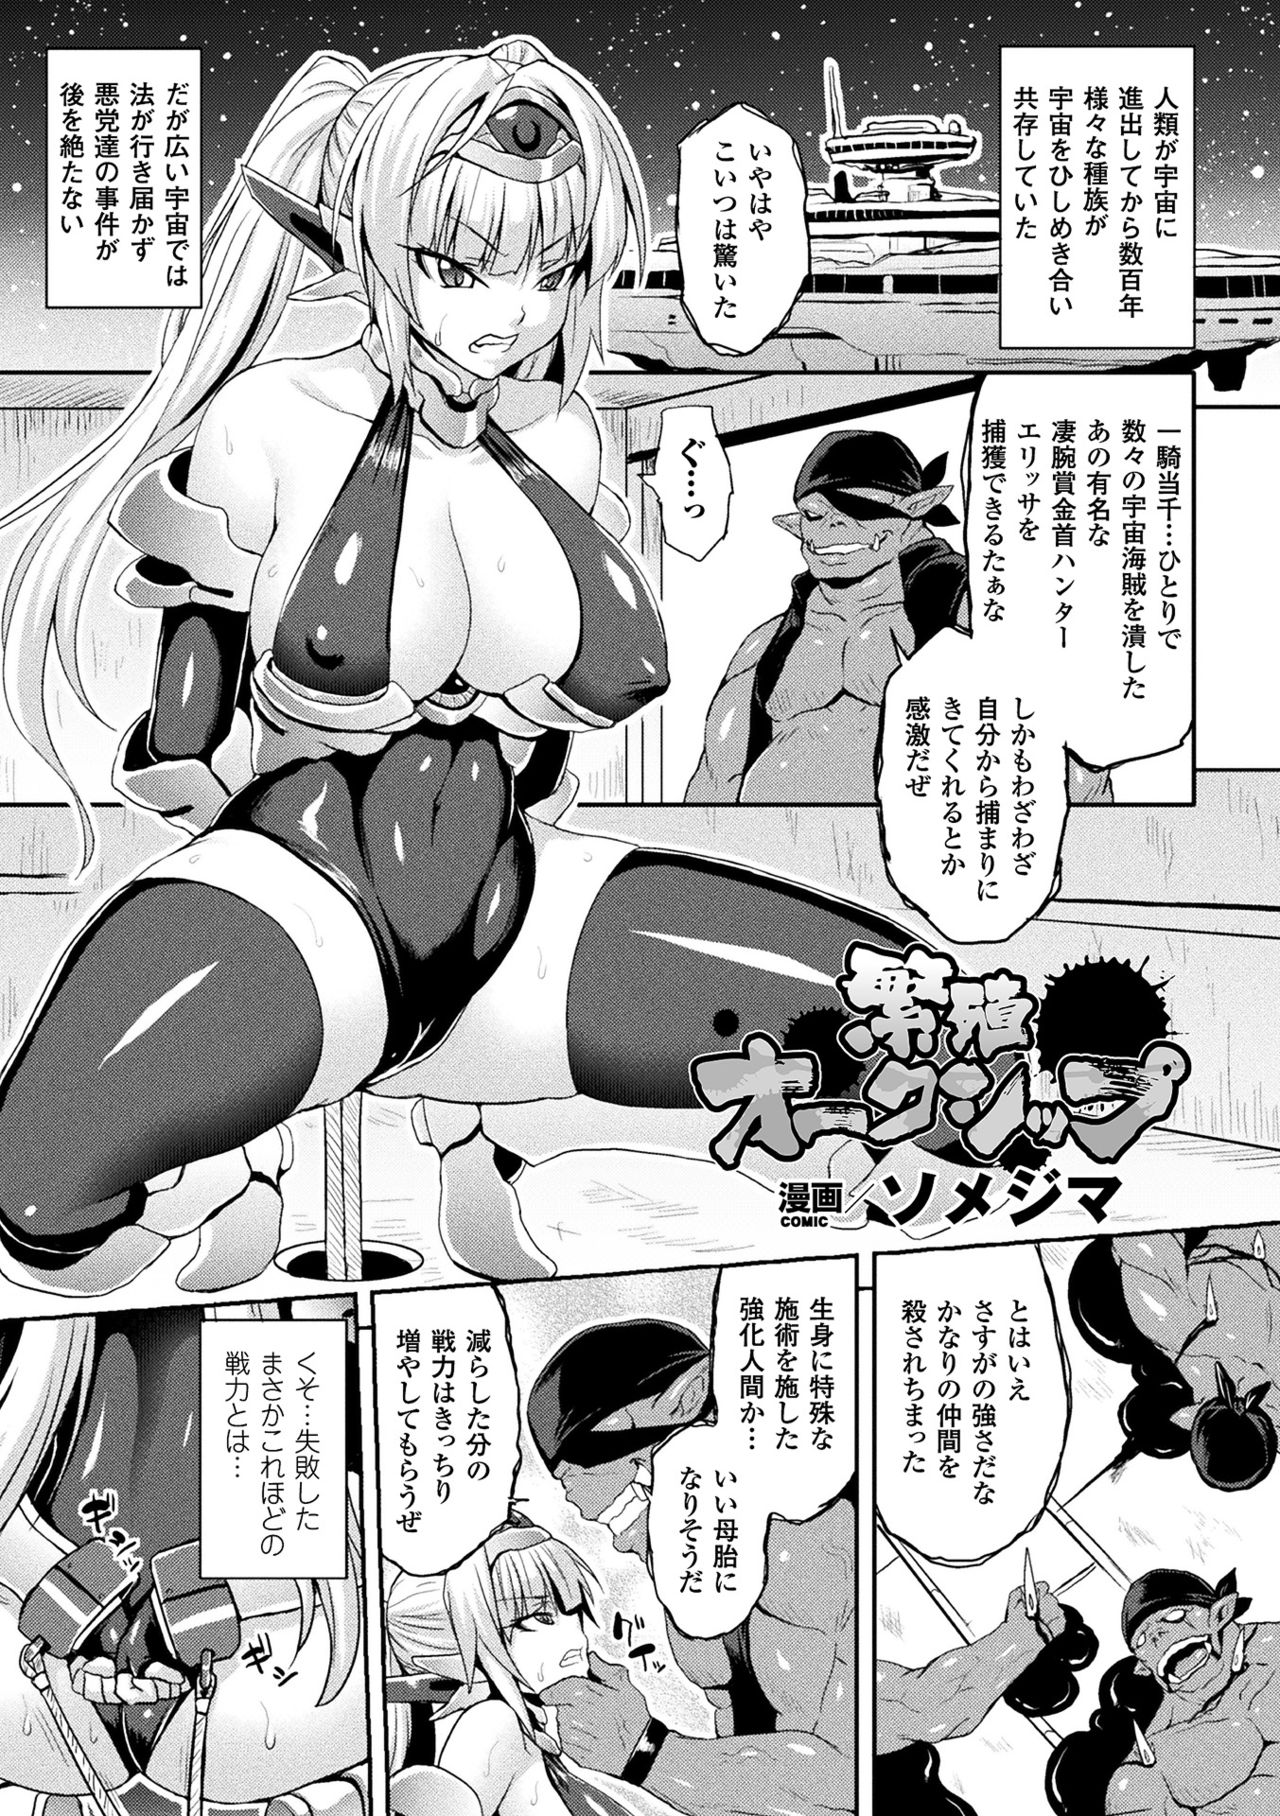 人類が宇宙に
進出してから数百年
様々な種族が
宇宙をひしめき合い
共存していた
いやはや
こいつは驚いた
だが広い宇宙では
法が行き届かず
悪党達の事件が
後を絶たない
一騎当千…ひとりで
数々の宇宙海賊を潰した
あの有名な
凄腕賞金首ハンター
エリッサを
捕獲できるたぁな
しかもわざわざ
自分から捕まりに
きてくれるとか
感激だぜ
ぐ…っ
繁殖
オークシップ
漫画
COMIC
ソメジマ
とはいえ
さすがの強さだな
かなりの仲間を
殺されちまった
生身に特殊な
施術を施した
強化人間か…
いい母胎に
なりそうだ
グイッ
減らした分の
戦力はきっちり
増やしてもらうぜ
くそ…失敗した
まさかこれほどの
戦力とは…
ギシッ
ギシッ